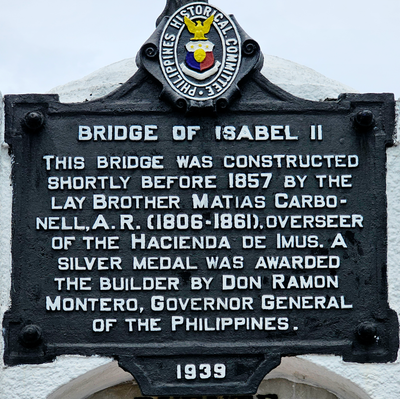 PHILIPPINES HISTORICAL COMMITTEE
BRIDGE OF ISABEL II
THIS BRIDGE WAS CONSTRUCTED
SHORTLY BEFORE 1857 BY THE
LAY BROTHER MATIAS CARBO-
NELL, A. R. (1806-1861), OVERSEER
OF THE HACIENDA DE IMUS. A
SILVER MEDAL WAS AWARDED
THE BUILDER BY DON RAMON
MONTERO, GOVERNOR GENERAL
OF THE PHILIPPINES.
1939